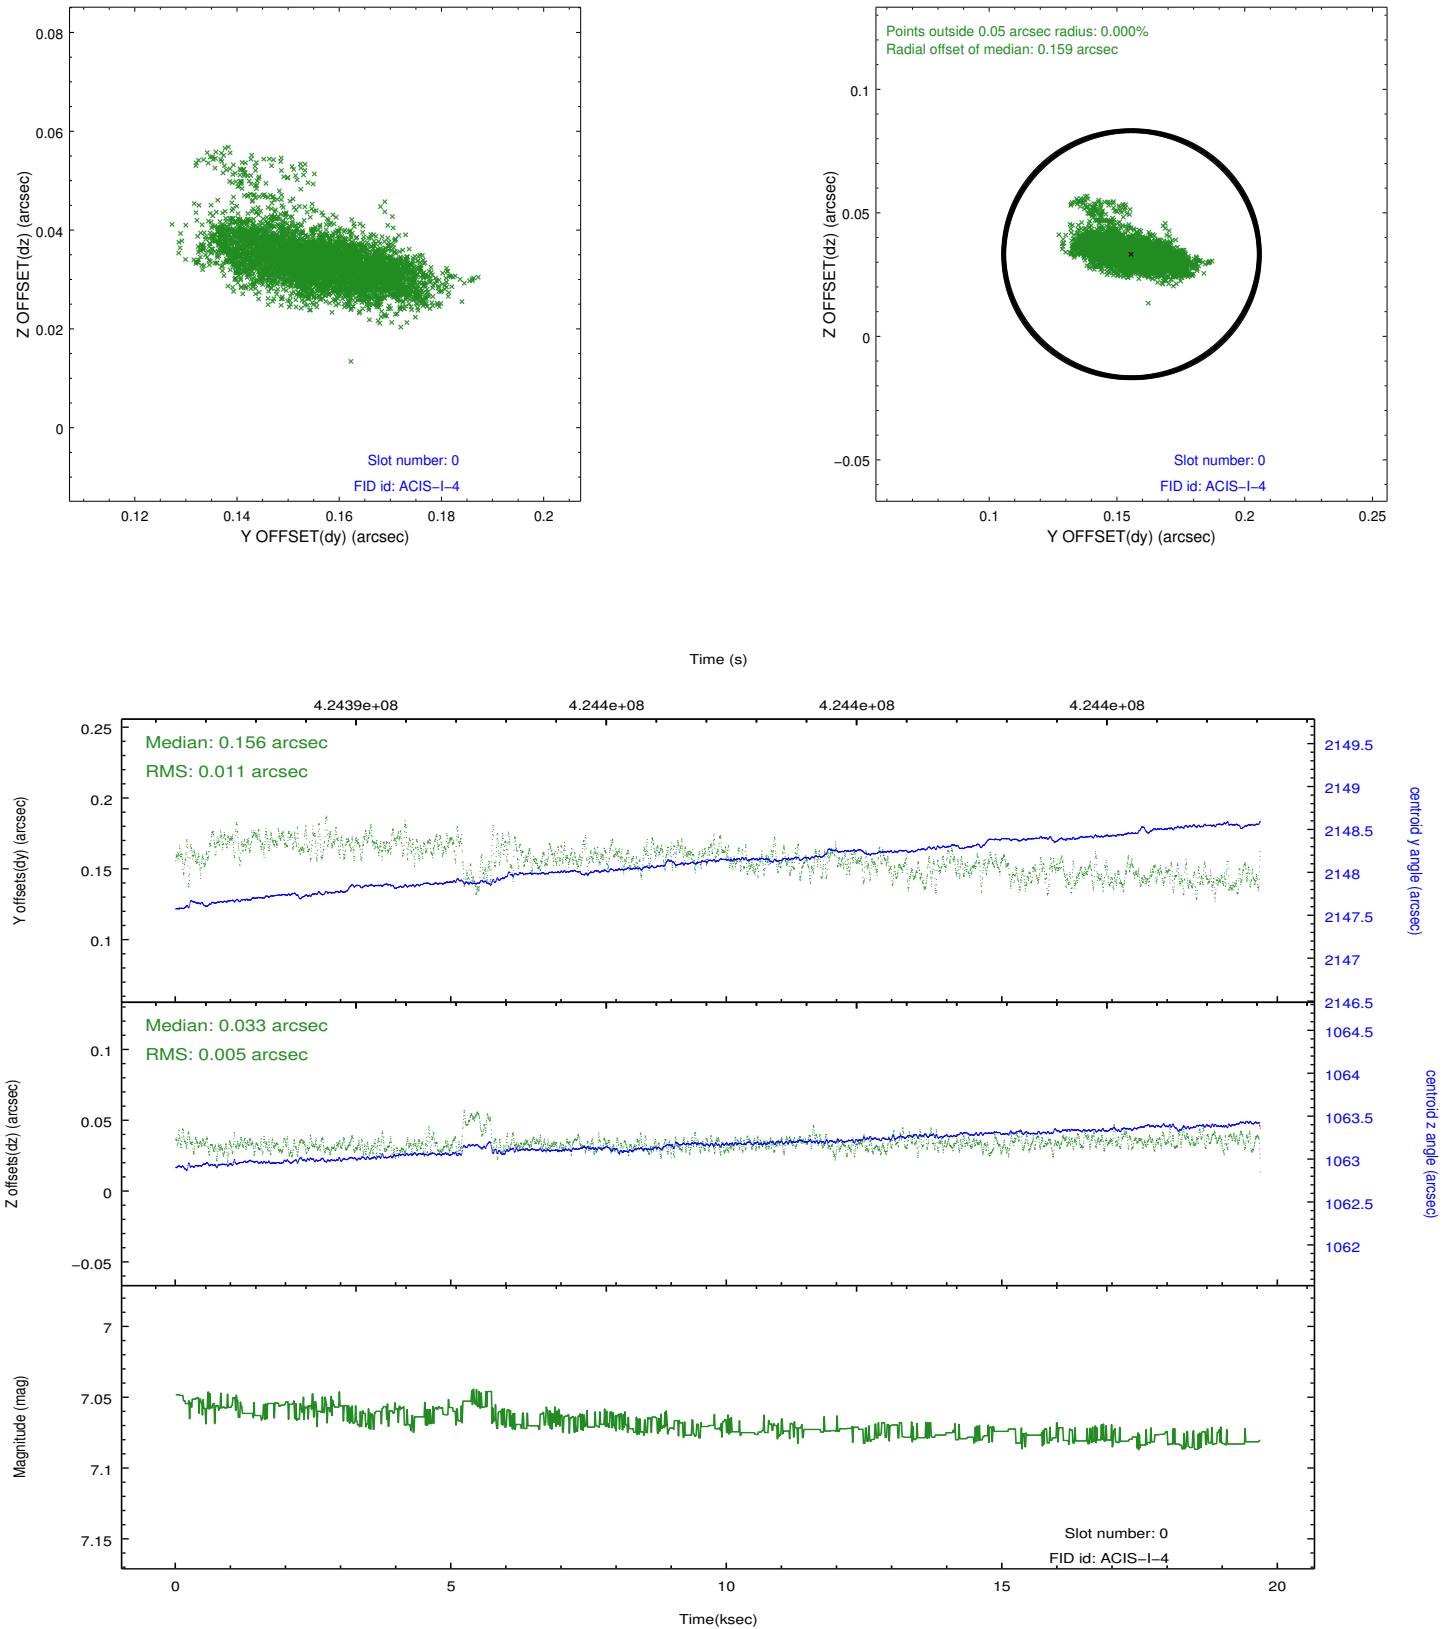 0.08
0.06
0.04
0.02
0
Z OFFSET(dz) (arcsec)
Slot number: 0
FID id: ACIS−I−4
0.12 0.14 0.16 0.18 0.2
Y OFFSET(dy) (arcsec)
Points outside 0.05 arcsec radius: 0.000%
Radial offset of median: 0.159 arcsec
0.1
0.05
0
−0.05
Z OFFSET(dz) (arcsec)
Slot number: 0
FID id: ACIS−I−4
0.1 0.15 0.2 0.25
Y OFFSET(dy) (arcsec)
Time (s)
4.2439e+08 4.244e+08 4.244e+08 4.244e+08
Median: 0.156 arcsec
RMS: 0.011 arcsec
0.25
0.2
0.15
0.1
Y offsets(dy) (arcsec)
2149.5
2149
2148.5
2148
2147.5
2147
2146.5
centroid y angle (arcsec)
Median: 0.033 arcsec
RMS: 0.005 arcsec
0.1
0.05
0
−0.05
Z offsets(dz) (arcsec)
1064.5
1064
1063.5
1063
1062.5
1062
centroid z angle (arcsec)
7
7.05
7.1
7.15
Magnitude (mag)
Slot number: 0
FID id: ACIS−I−4
0 5 10 15 20
Time(ksec)